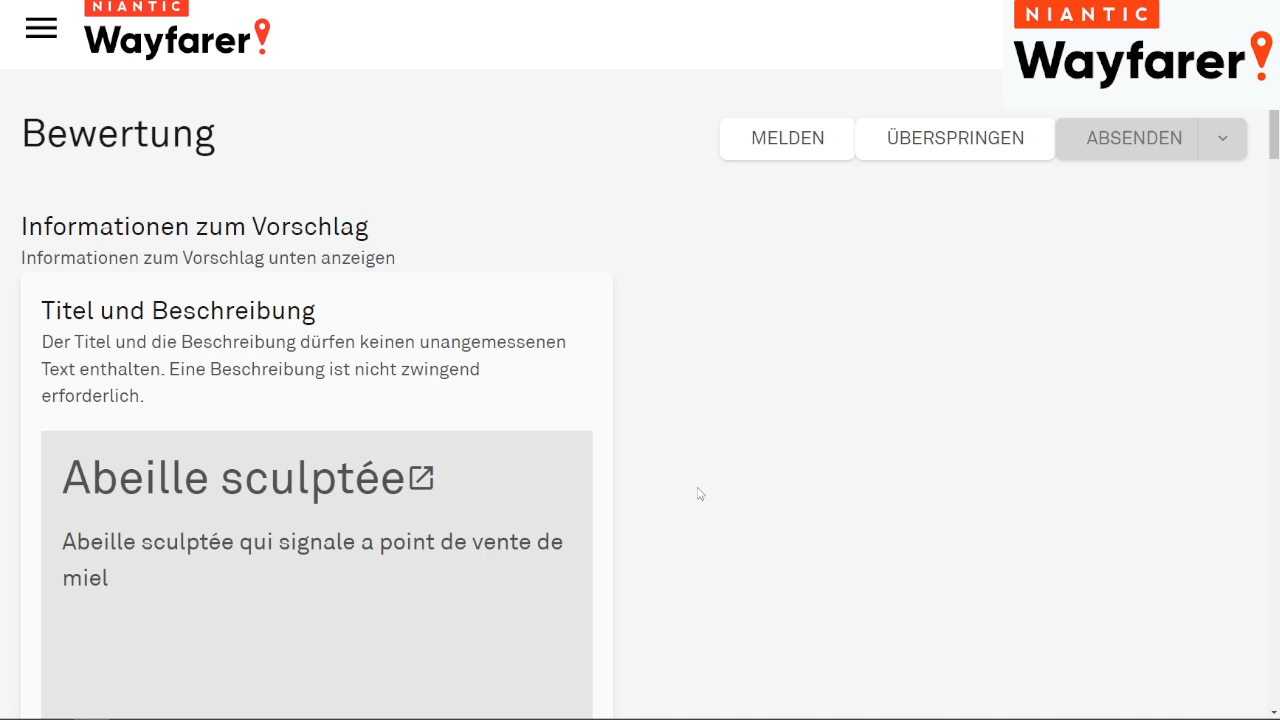 NIANTIC
Wayfarer
NIANTIC
Wayfarer
Bewertung
MELDEN
ÜBERSPRINGEN
ABSENDEN
Informationen zum Vorschlag
Informationen zum Vorschlag unten anzeigen
Titel und Beschreibung
Der Titel und die Beschreibung dürfen keinen unangemessenen
Text enthalten. Eine Beschreibung ist nicht zwingend
erforderlich.
Abeille sculptée
Abeille sculptée qui signale a point de vente de
miel